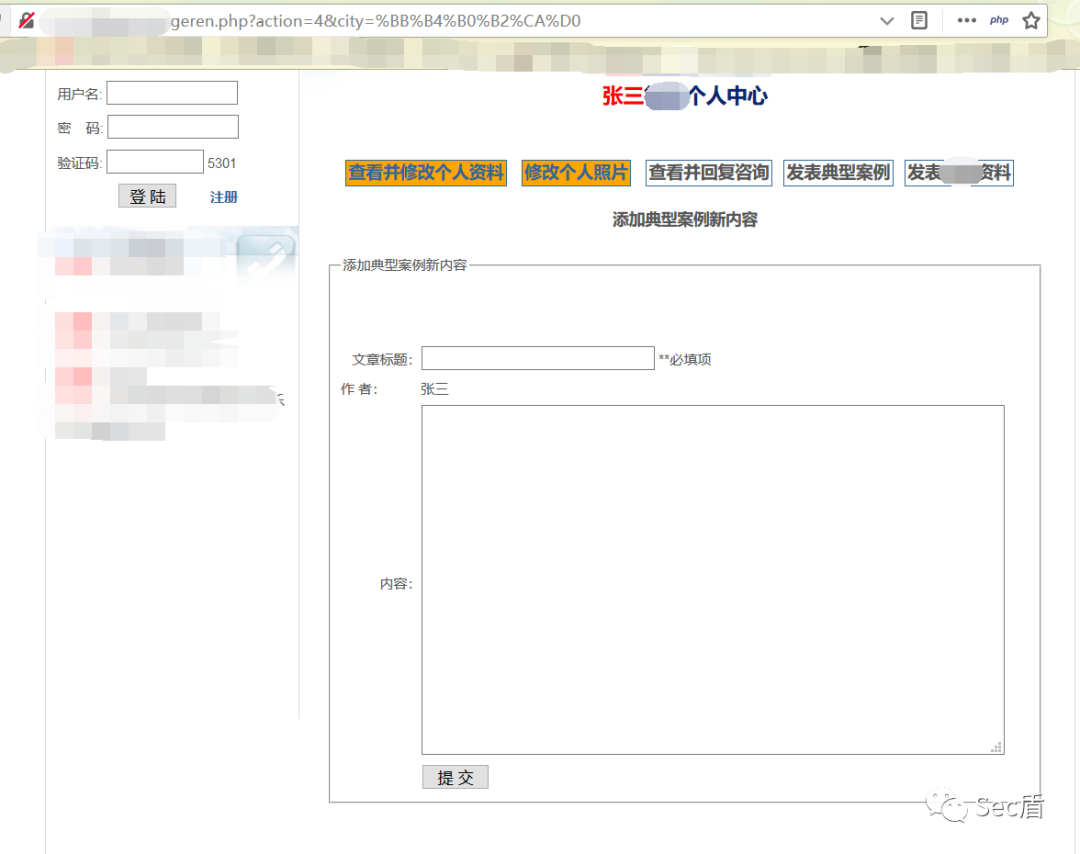 geren.php?action=4&city=%BB%B4%B0%B2%CA%D0
php
用户名:
密 码:
验证码: 5301
登 陆 注册
张三 个人中心
查看并修改个人资料 修改个人照片 查看并回复咨询 发表典型案例 发表 资料
添加典型案例新内容
添加典型案例新内容
文章标题: **必填项
作 者: 张三
内容:
提 交
Sec盾